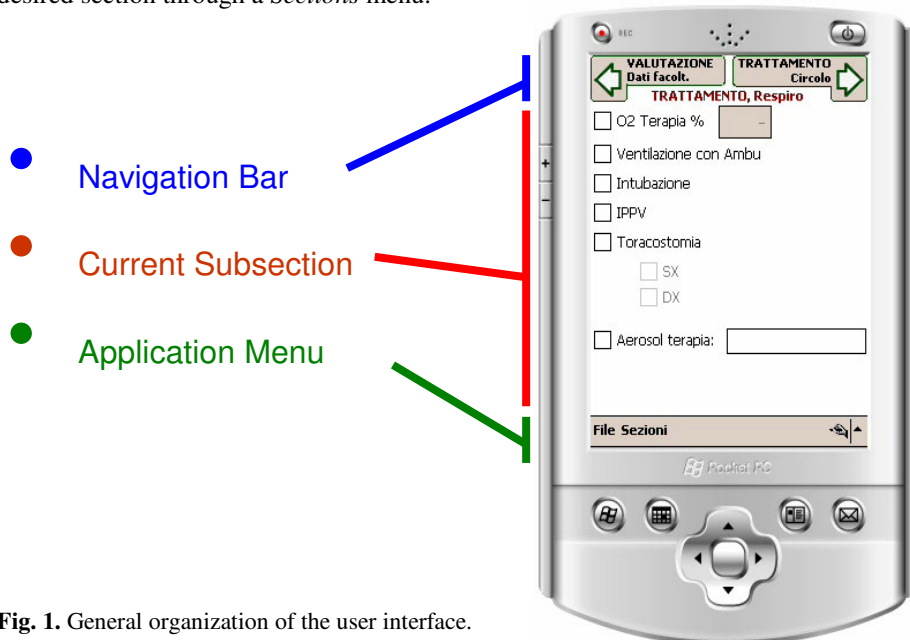 desired section through a Sections menu.
REC
VALUTAZIONE
Dati facolt.
TRATTAMENTO
Circolo
TRATTAMENTO, Respiro
O2 Terapia % –
Ventilazione con Ambu
Intubazione
IPPV
Toracostomia
SX
DX
Aerosol terapia:
File Sezioni
Pocket PC
+
–
• Navigation Bar
• Current Subsection
• Application Menu
Fig. 1. General organization of the user interface.